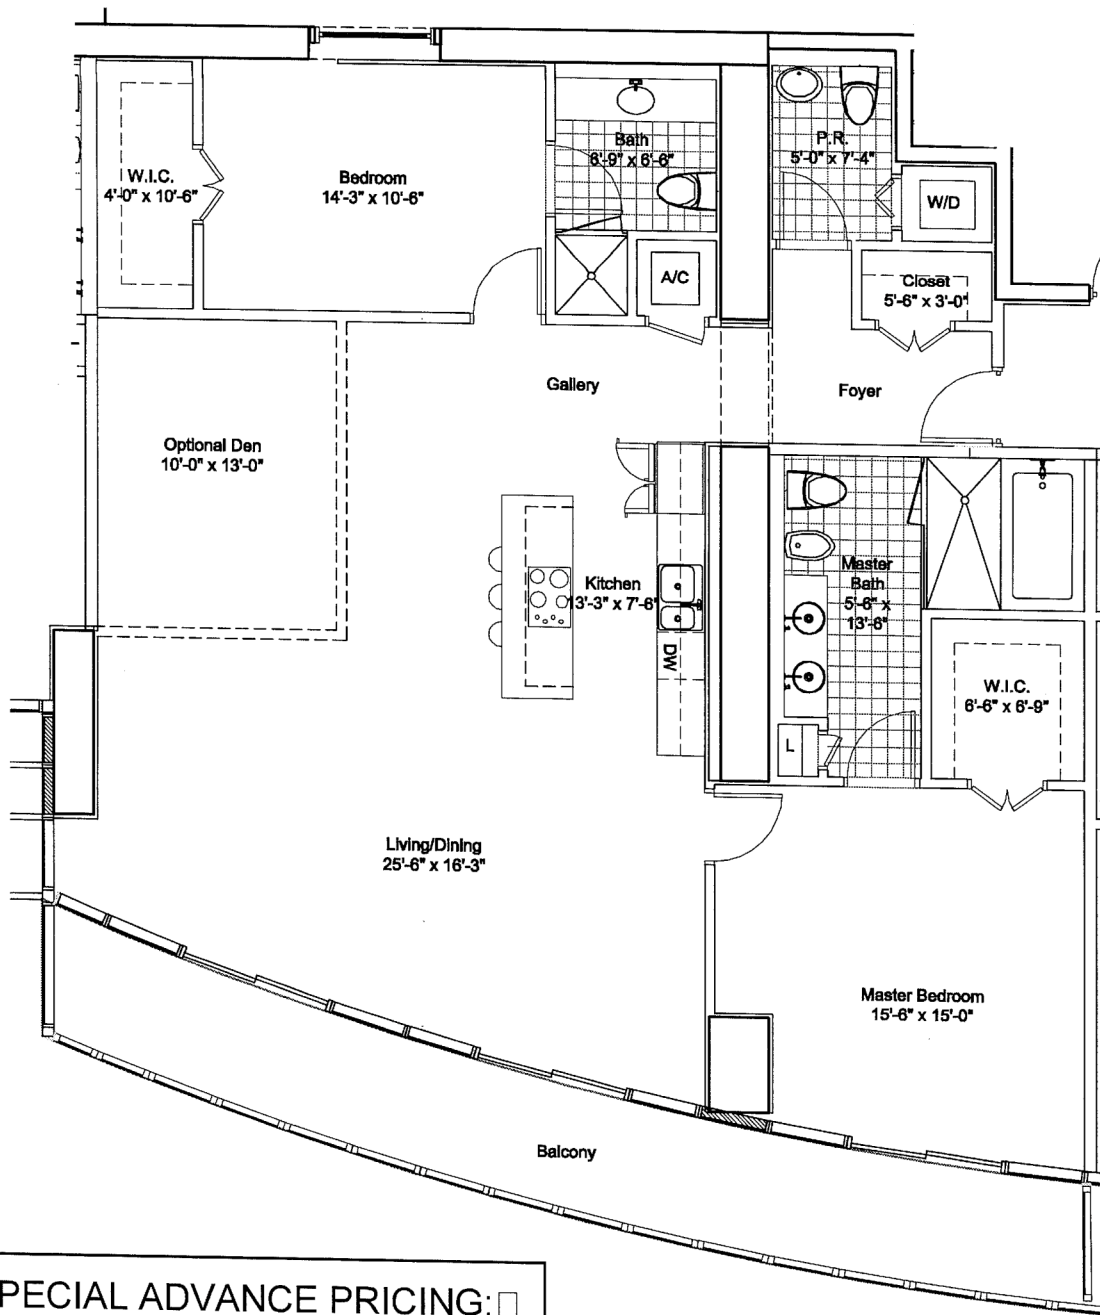 Bath
6'-9" x 6'-6"
P.R.
5'-0" x 7'-4"
W.I.C.
4'-0" x 10'-6"
Bedroom
14'-3" x 10'-6"
W/D
A/C
Closet
5'-6" x 3'-0"
Gallery
Foyer
Optional Den
10'-0" x 13'-0"
Kitchen
13'-3" x 7'-6"
Master
Bath
5'-6" x
13'-6"
DW
W.I.C.
6'-6" x 6'-9"
L
Living/Dining
25'-6" x 16'-3"
Master Bedroom
15'-6" x 15'-0"
Balcony
PECIAL ADVANCE PRICING: